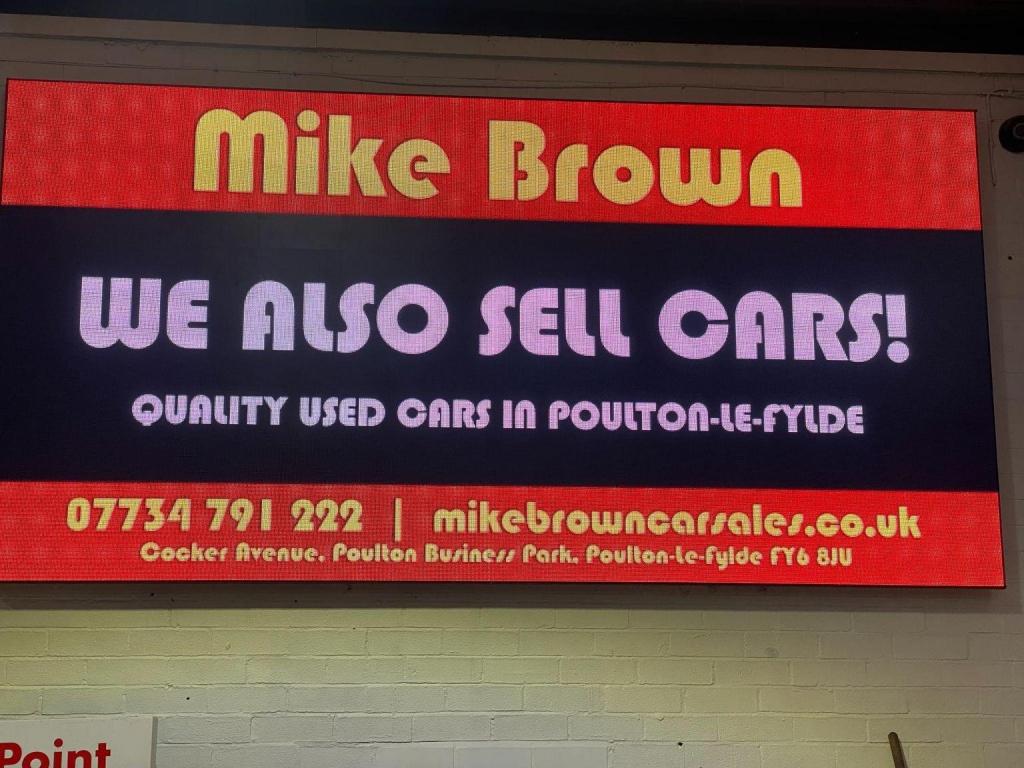 Mike Brown
WE ALSO SELL CARS!
QUALITY USED CARS IN POULTON-LE-FYLDE
07734 791 222 | mikebrowncarsales.co.uk
Cocker Avenue, Poulton Business Park, Poulton-Le-Fylde FY6 8JU
Point